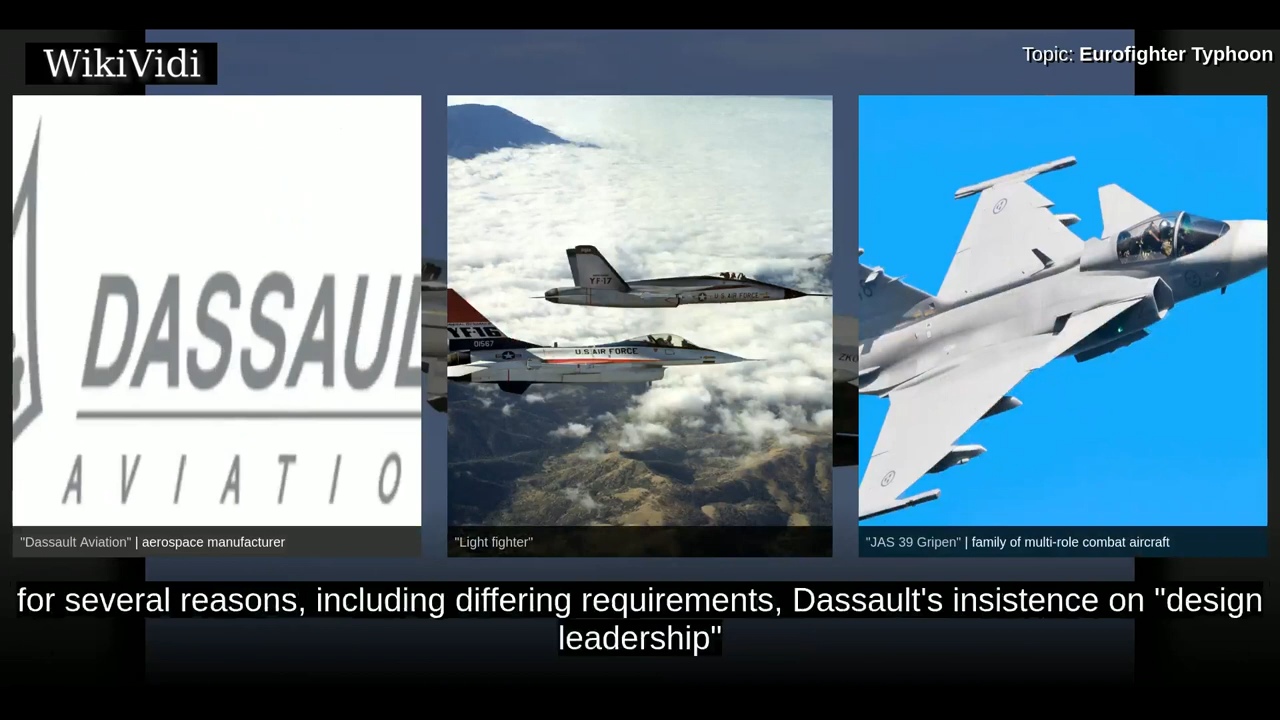 WikiVidi
Topic: Eurofighter Typhoon
DASSAUL
AVIATIO
YF-17
U.S. AIR FORCE
YF16
01567
U.S. AIR FORCE
"Dassault Aviation" | aerospace manufacturer
"Light fighter"
"JAS 39 Gripen" | family of multi-role combat aircraft
for several reasons, including differing requirements, Dassault's insistence on "design
leadership"